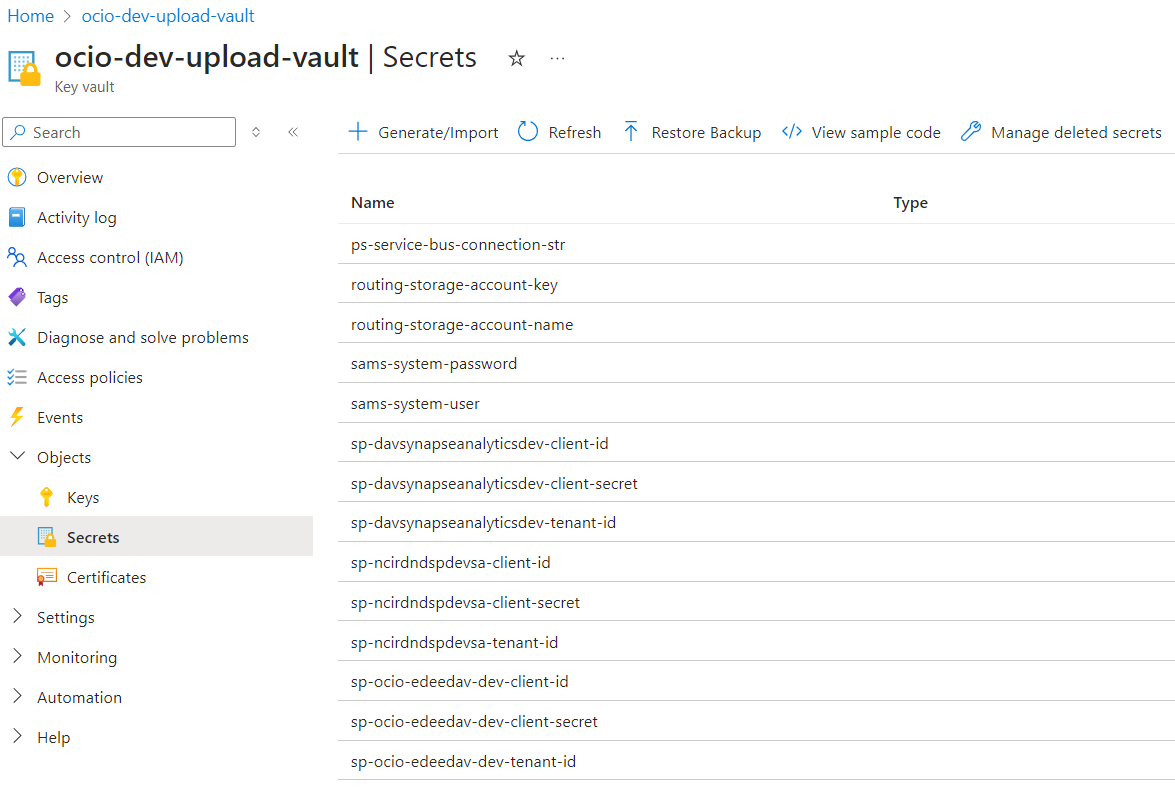 Home > ocio-dev-upload-vault
ocio-dev-upload-vault | Secrets
Key vault
Search
Generate/Import Refresh Restore Backup View sample code Manage deleted secrets
Overview
Activity log
Access control (IAM)
Tags
Diagnose and solve problems
Access policies
Events
Objects
Keys
Secrets
Certificates
Settings
Monitoring
Automation
Help
Name Type
ps-service-bus-connection-str
routing-storage-account-key
routing-storage-account-name
sams-system-password
sams-system-user
sp-davsynapseanalyticsdev-client-id
sp-davsynapseanalyticsdev-client-secret
sp-davsynapseanalyticsdev-tenant-id
sp-ncirdndspdevsa-client-id
sp-ncirdndspdevsa-client-secret
sp-ncirdndspdevsa-tenant-id
sp-ocio-edeedav-dev-client-id
sp-ocio-edeedav-dev-client-secret
sp-ocio-edeedav-dev-tenant-id